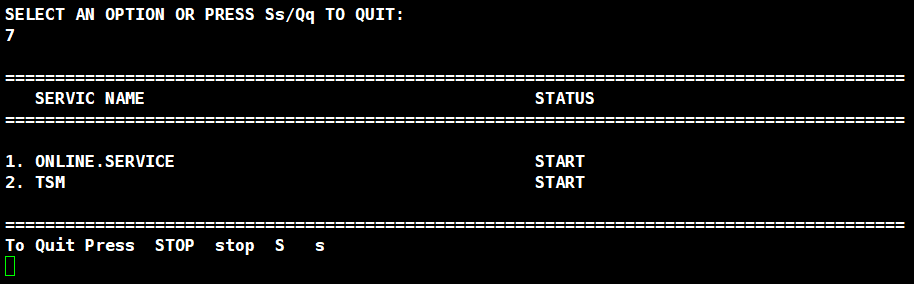 SELECT AN OPTION OR PRESS Ss/Qq TO QUIT:
7
==========================================================================================
SERVIC NAME STATUS
==========================================================================================
1. ONLINE.SERVICE START
2. TSM START
==========================================================================================
To Quit Press STOP stop S s